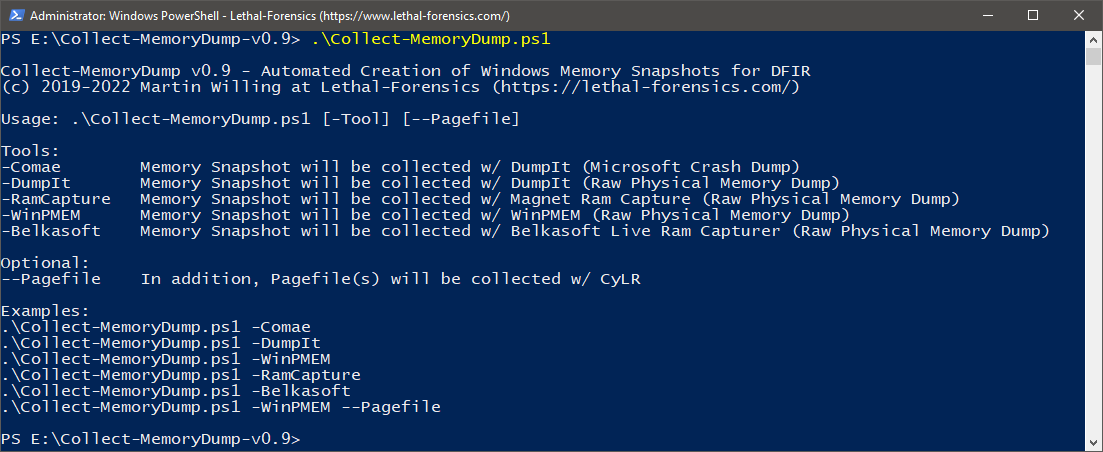 Administrator: Windows PowerShell - Lethal-Forensics (https://www.lethal-forensics.com/)
PS E:\Collect-MemoryDump-v0.9> .\Collect-MemoryDump.ps1
Collect-MemoryDump v0.9 - Automated Creation of Windows Memory Snapshots for DFIR
(c) 2019-2022 Martin Willing at Lethal-Forensics (https://lethal-forensics.com/)
Usage: .\Collect-MemoryDump.ps1 [-Tool] [--Pagefile]
Tools:
-Comae        Memory Snapshot will be collected w/ DumpIt (Microsoft Crash Dump)
-DumpIt       Memory Snapshot will be collected w/ DumpIt (Raw Physical Memory Dump)
-RamCapture   Memory Snapshot will be collected w/ Magnet Ram Capture (Raw Physical Memory Dump)
-WinPMEM      Memory Snapshot will be collected w/ WinPMEM (Raw Physical Memory Dump)
-Belkasoft    Memory Snapshot will be collected w/ Belkasoft Live Ram Capturer (Raw Physical Memory Dump)
Optional:
--Pagefile    In addition, Pagefile(s) will be collected w/ CyLR
Examples:
.\Collect-MemoryDump.ps1 -Comae
.\Collect-MemoryDump.ps1 -DumpIt
.\Collect-MemoryDump.ps1 -WinPMEM
.\Collect-MemoryDump.ps1 -RamCapture
.\Collect-MemoryDump.ps1 -Belkasoft
.\Collect-MemoryDump.ps1 -WinPMEM --Pagefile
PS E:\Collect-MemoryDump-v0.9>